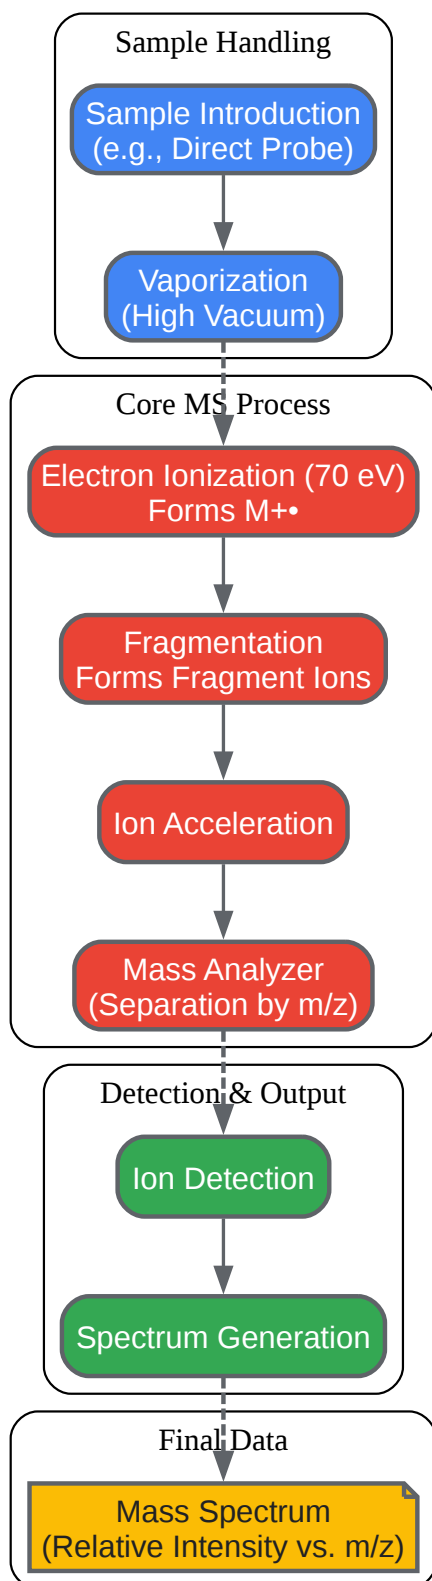 Sample Handling
Sample Introduction
(e.g., Direct Probe)
Vaporization
(High Vacuum)
Core MS Process
Electron Ionization (70 eV)
Forms M+•
Fragmentation
Forms Fragment Ions
Ion Acceleration
Mass Analyzer
(Separation by m/z)
Detection & Output
Ion Detection
Spectrum Generation
Final Data
Mass Spectrum
(Relative Intensity vs. m/z)